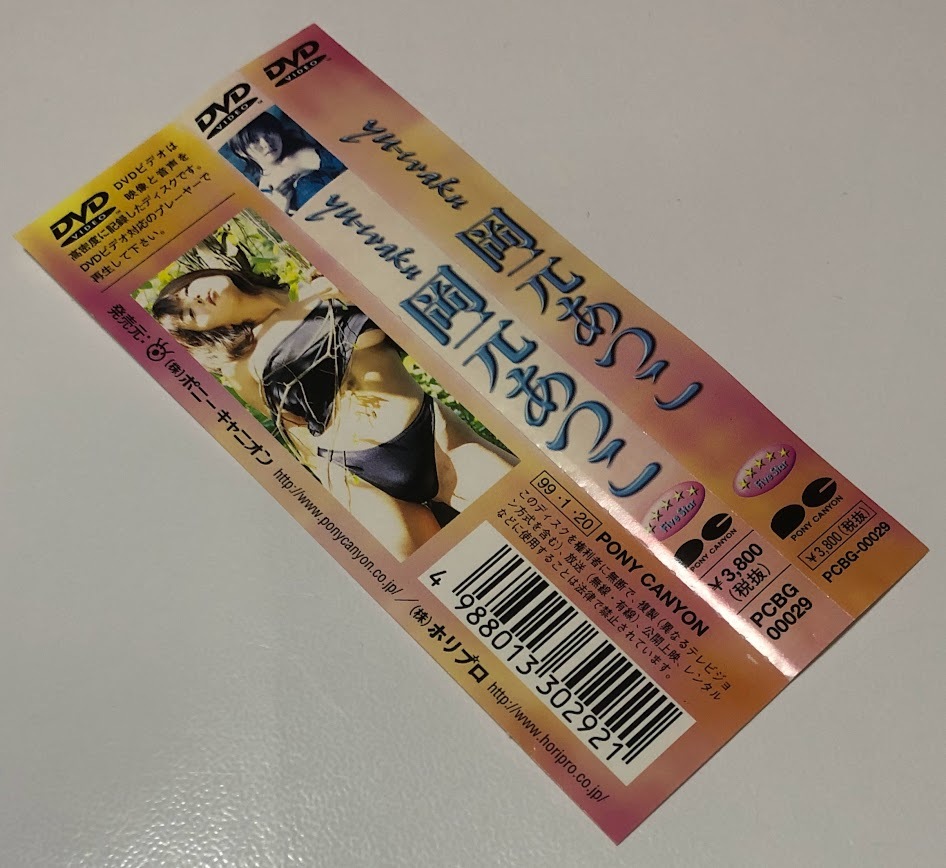 DVD
VIDEO
DVDビデオは
映像と音声を
高密度に記録したディスクです。
DVDビデオ対応のプレーヤーで
再生して下さい。
発売元:(株)ポニーキャニオン http://www.ponycanyon.co.jp/／(株)ホリプロ http://www.horipro.co.jp/
99・1・20 PONY CANYON
このディスクを権利者に無断で、複製(異なるテレビジョ
ン方式を含む)、放送(無線・有線)、公開上映、レンタル
などに使用することは法律で禁止されています。
4 988013 302921
DVD
VIDEO
yu-waku
岡元あつこ
Five Star
PONY CANYON
¥3,800
(税抜)
PCBG
00029
DVD
VIDEO
yu-waku
岡元あつこ
Five Star
PONY CANYON
¥3,800(税抜)
PCBG-00029